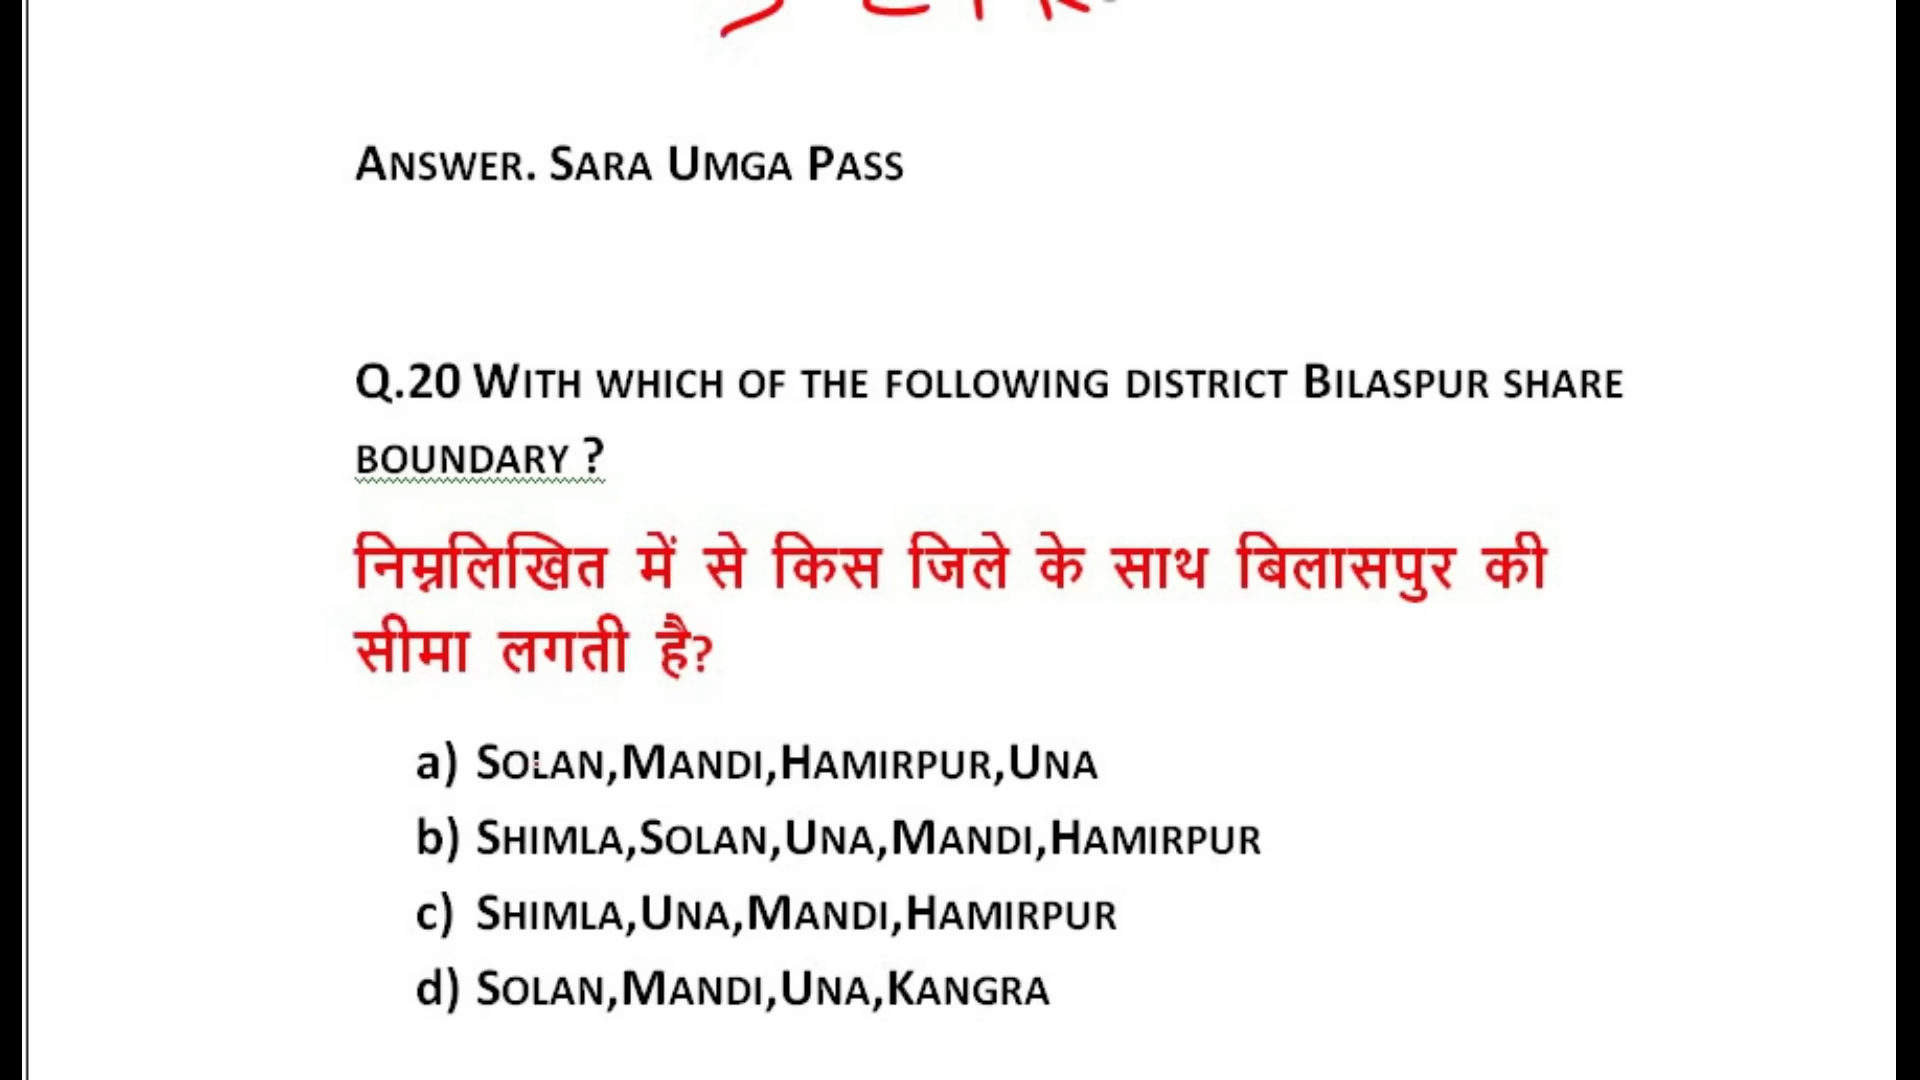 ANSWER. SARA UMGA PASS
Q.20 WITH WHICH OF THE FOLLOWING DISTRICT BILASPUR SHARE
BOUNDARY ?
निम्नलिखित में से किस जिले के साथ बिलासपुर की
सीमा लगती है?
a) SOLAN,MANDI,HAMIRPUR,UNA
b) SHIMLA,SOLAN,UNA,MANDI,HAMIRPUR
c) SHIMLA,UNA,MANDI,HAMIRPUR
d) SOLAN,MANDI,UNA,KANGRA